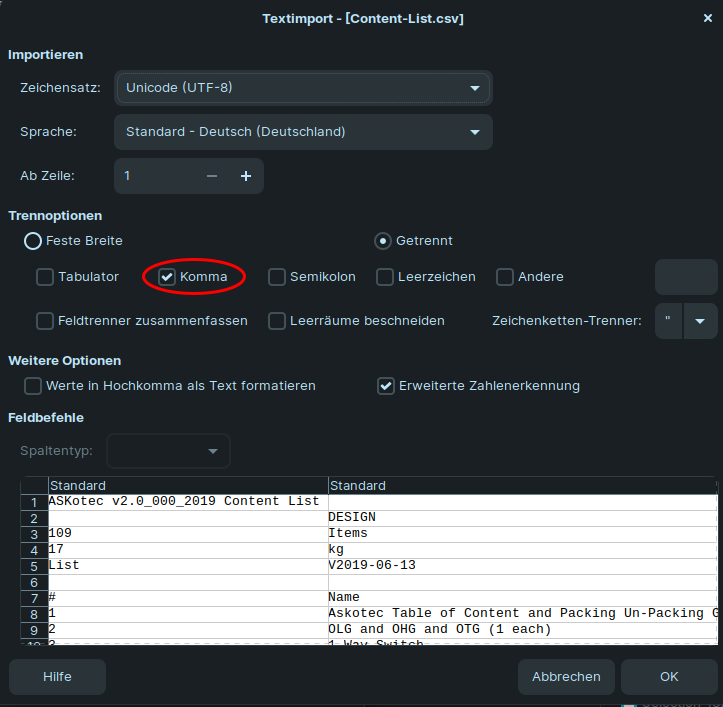 Textimport - [Content-List.csv]
Importieren
Zeichensatz: Unicode (UTF-8)
Sprache: Standard - Deutsch (Deutschland)
Ab Zeile: 1
Trennoptionen
Feste Breite Getrennt
Tabulator Komma Semikolon Leerzeichen Andere
Feldtrenner zusammenfassen Leerräume beschneiden Zeichenketten-Trenner: "
Weitere Optionen
Werte in Hochkomma als Text formatieren Erweiterte Zahlenerkennung
Feldbefehle
Spaltentyp:
Standard Standard
1 ASKotec v2.0_000_2019 Content List
2 DESIGN
3 109 Items
4 17 kg
5 List V2019-06-13
6
7 # Name
8 1 Askotec Table of Content and Packing Un-Packing G
9 2 OLG and OHG and OTG (1 each)
10 3 1 Way Switch
Hilfe Abbrechen OK